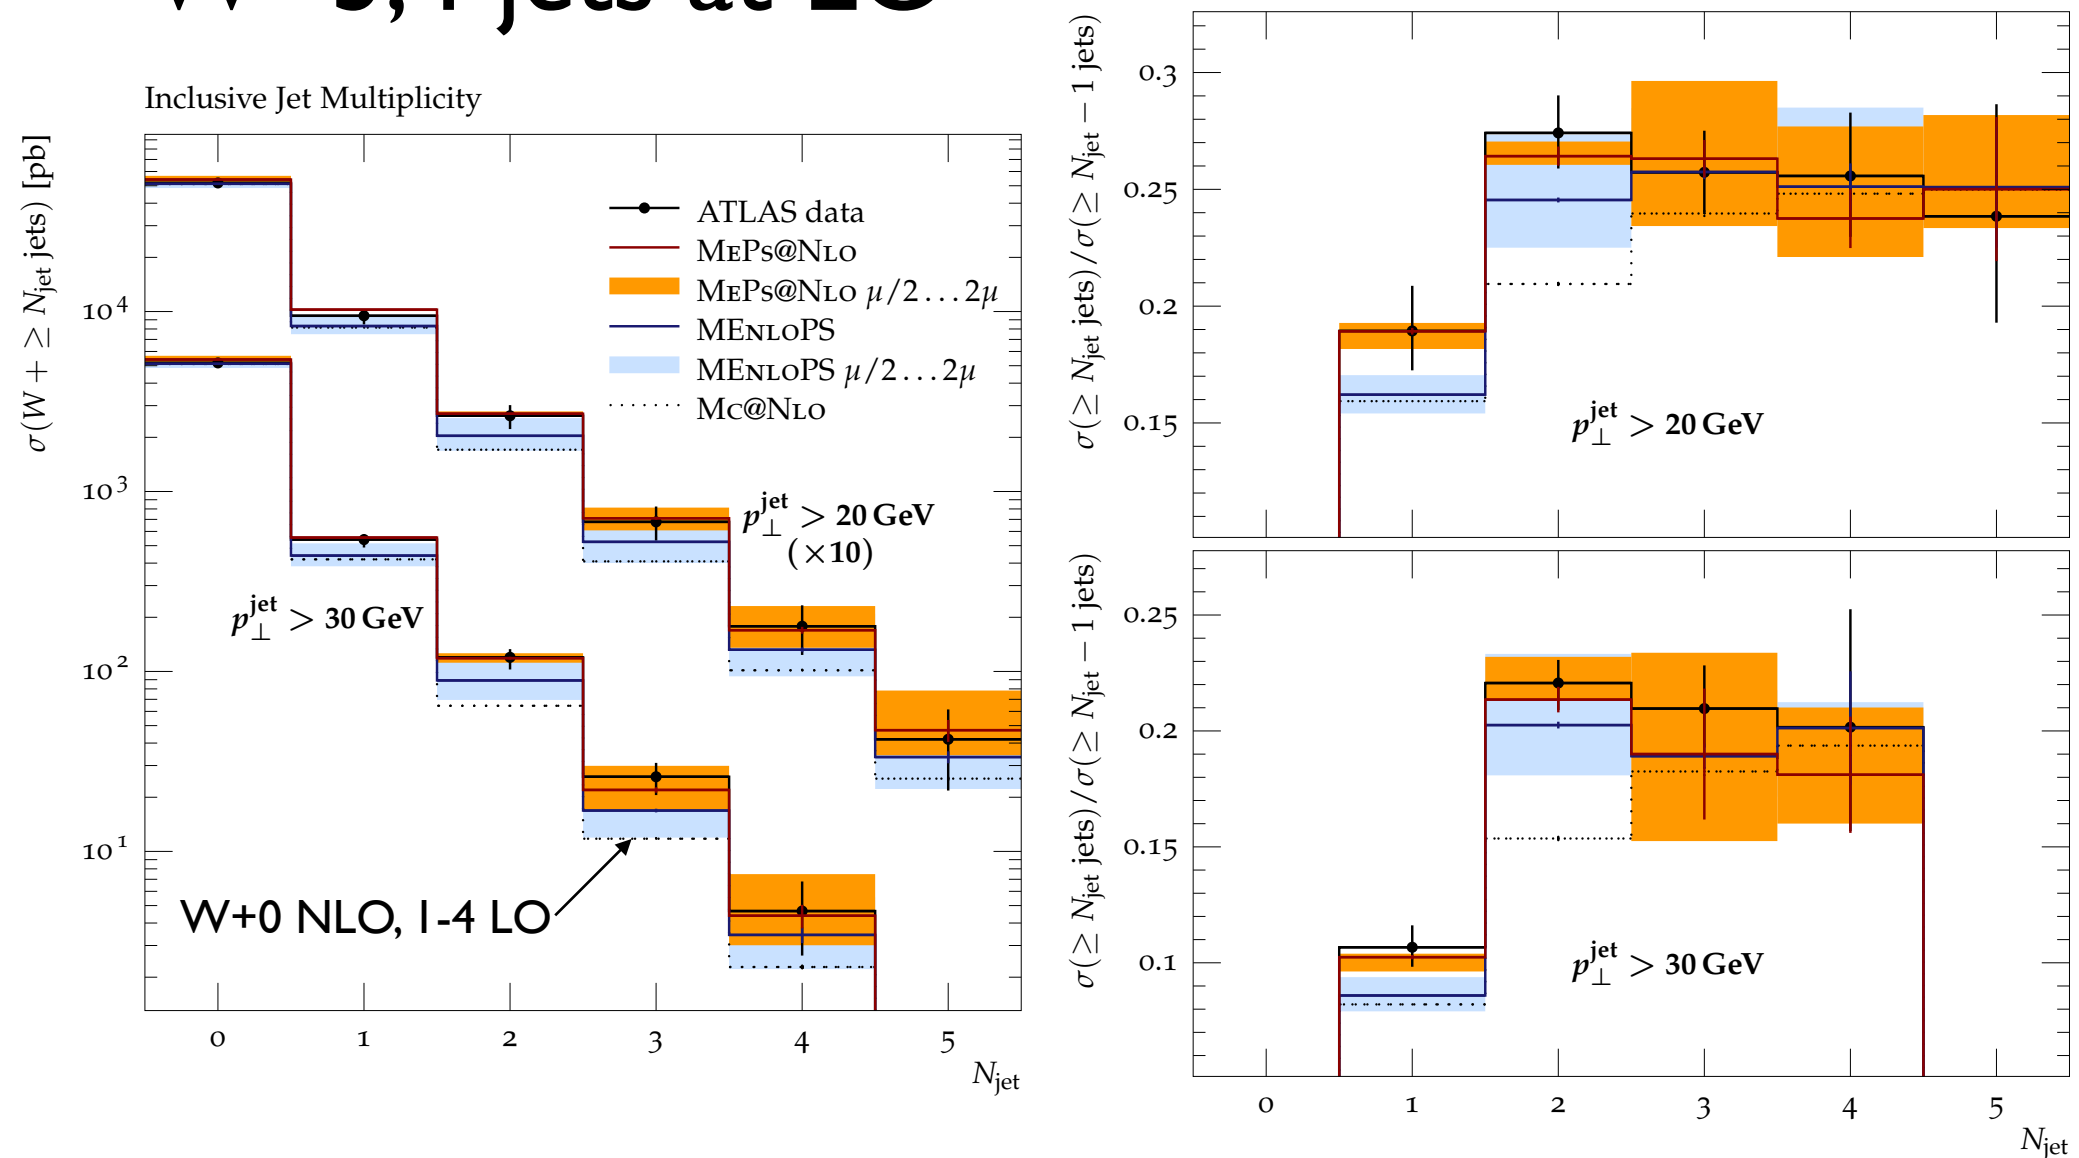 Inclusive Jet Multiplicity
σ(W + ≥ N_jet jets) [pb]
10^4
10^3
10^2
10^1
ATLAS data
MEPS@NLO
MEPS@NLO μ/2...2μ
MENLOPS
MENLOPS μ/2...2μ
MC@NLO
p_⊥^jet > 20 GeV
(×10)
p_⊥^jet > 30 GeV
W+0 NLO, 1-4 LO
0 1 2 3 4 5
N_jet
σ(≥ N_jet jets)/σ(≥ N_jet − 1 jets)
0.3
0.25
0.2
0.15
p_⊥^jet > 20 GeV
σ(≥ N_jet jets)/σ(≥ N_jet − 1 jets)
0.25
0.2
0.15
0.1
p_⊥^jet > 30 GeV
0 1 2 3 4 5
N_jet